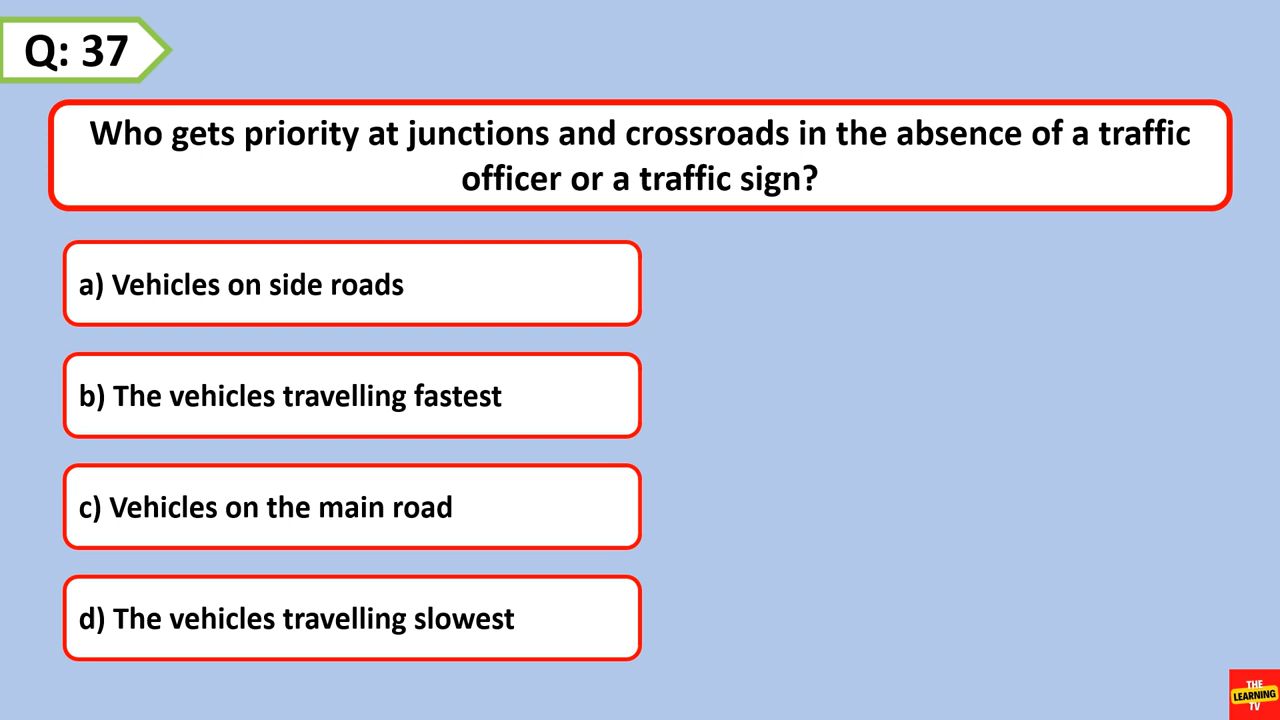 Q: 37
Who gets priority at junctions and crossroads in the absence of a traffic
officer or a traffic sign?
a) Vehicles on side roads
b) The vehicles travelling fastest
c) Vehicles on the main road
d) The vehicles travelling slowest
THE
LEARNING
TV